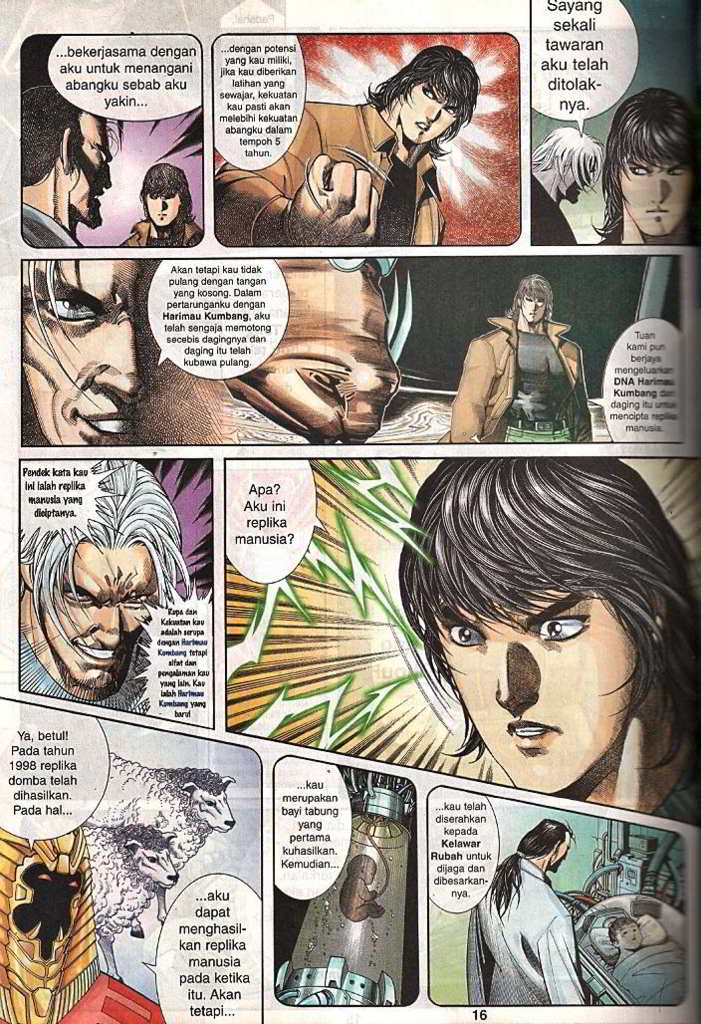 ...bekerjasama dengan
aku untuk menangani
abangku sebab aku
yakin...
...dengan potensi
yang kau miliki,
jika kau diberikan
latihan yang
sewajar, kekuatan
kau pasti akan
melebihi kekuatan
abangku dalam
tempoh 5
tahun.
Sayang
sekali
tawaran
aku telah
ditolak-
nya.
Akan tetapi kau tidak
pulang dengan tangan
yang kosong. Dalam
pertarunganku dengan
Harimau Kumbang, aku
telah sengaja memotong
secebis dagingnya dan
daging itu telah
kubawa pulang.
Tuan
kami pun
berjaya
mengeluarkan
DNA Harimau
Kumbang dari
daging itu untuk
mencipta replika
manusia.
Pendek kata kau
ini ialah replika
manusia yang
diciptanya.
Rupa dan
Kekuatan kau
adalah serupa
dengan Harimau
Kumbang tetapi
sifat dan
pengalaman kau
yang lain. Kau
ialah Harimau
Kumbang yang
baru!
Apa?
Aku ini
replika
manusia?
Ya, betul!
Pada tahun
1998 replika
domba telah
dihasilkan.
Pada hal...
...aku
dapat
menghasil-
kan replika
manusia
pada ketika
itu. Akan
tetapi...
...kau
merupakan
bayi tabung
yang
pertama
kuhasilkan.
Kemudian...
...kau telah
diserahkan
kepada
Kelawar
Rubah untuk
dijaga dan
dibesarkan-
nya.
16